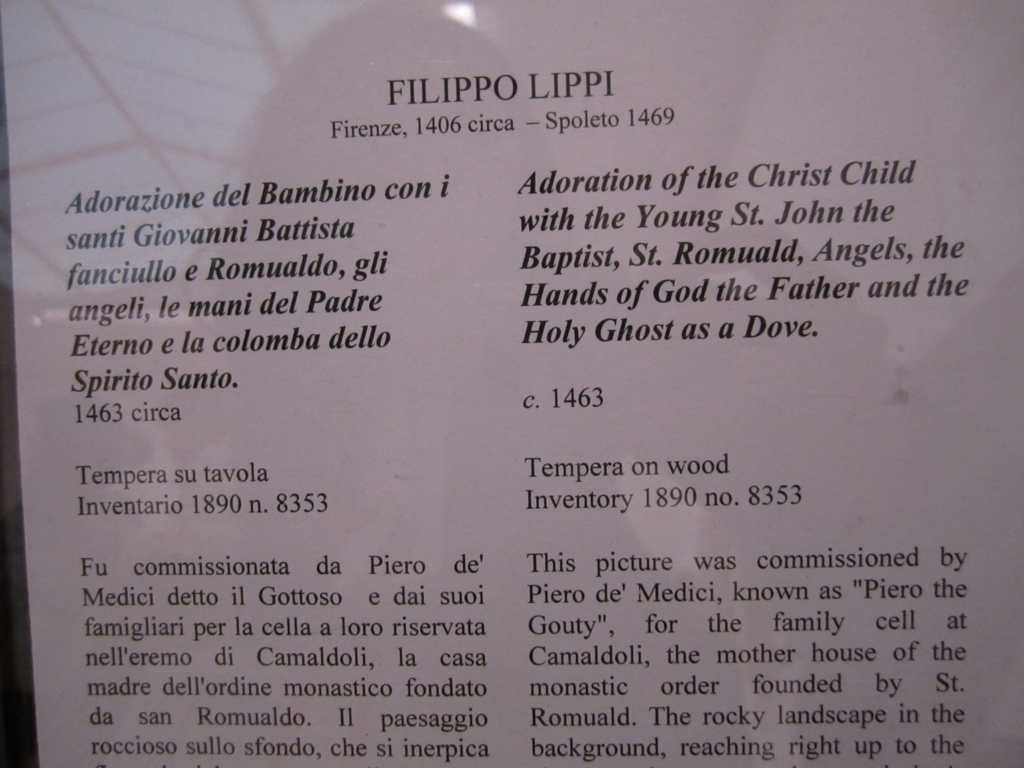 FILIPPO LIPPI
Firenze, 1406 circa – Spoleto 1469
Adorazione del Bambino con i
santi Giovanni Battista
fanciullo e Romualdo, gli
angeli, le mani del Padre
Eterno e la colomba dello
Spirito Santo.
1463 circa
Tempera su tavola
Inventario 1890 n. 8353
Fu commissionata da Piero de'
Medici detto il Gottoso e dai suoi
famigliari per la cella a loro riservata
nell'eremo di Camaldoli, la casa
madre dell'ordine monastico fondato
da san Romualdo. Il paesaggio
roccioso sullo sfondo, che si inerpica
Adoration of the Christ Child
with the Young St. John the
Baptist, St. Romuald, Angels, the
Hands of God the Father and the
Holy Ghost as a Dove.
c. 1463
Tempera on wood
Inventory 1890 no. 8353
This picture was commissioned by
Piero de' Medici, known as "Piero the
Gouty", for the family cell at
Camaldoli, the mother house of the
monastic order founded by St.
Romuald. The rocky landscape in the
background, reaching right up to the